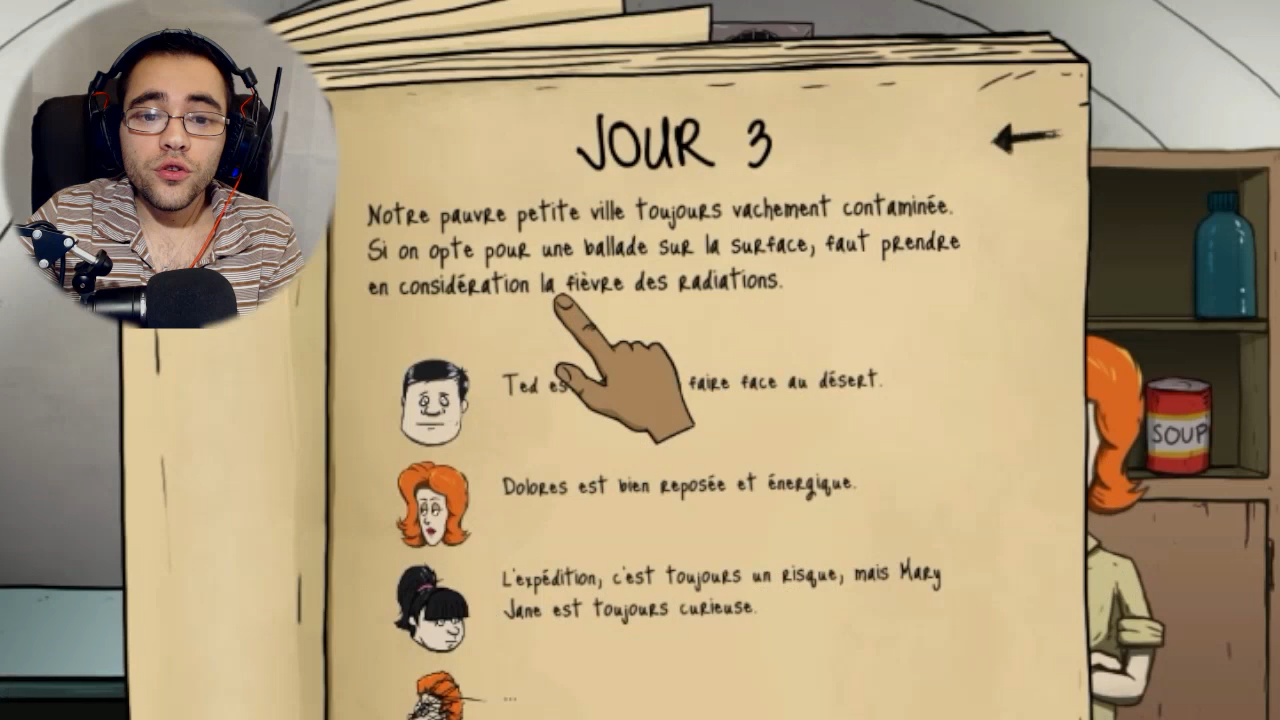 JOUR 3
Notre pauvre petite ville toujours vachement contaminée.
Si on opte pour une ballade sur la surface, faut prendre
en considération la fièvre des radiations.
Ted faire face au désert.
Dolores est bien reposée et énergique.
L'expédition, c'est toujours un risque, mais Mary
Jane est toujours curieuse.
...
SOUP